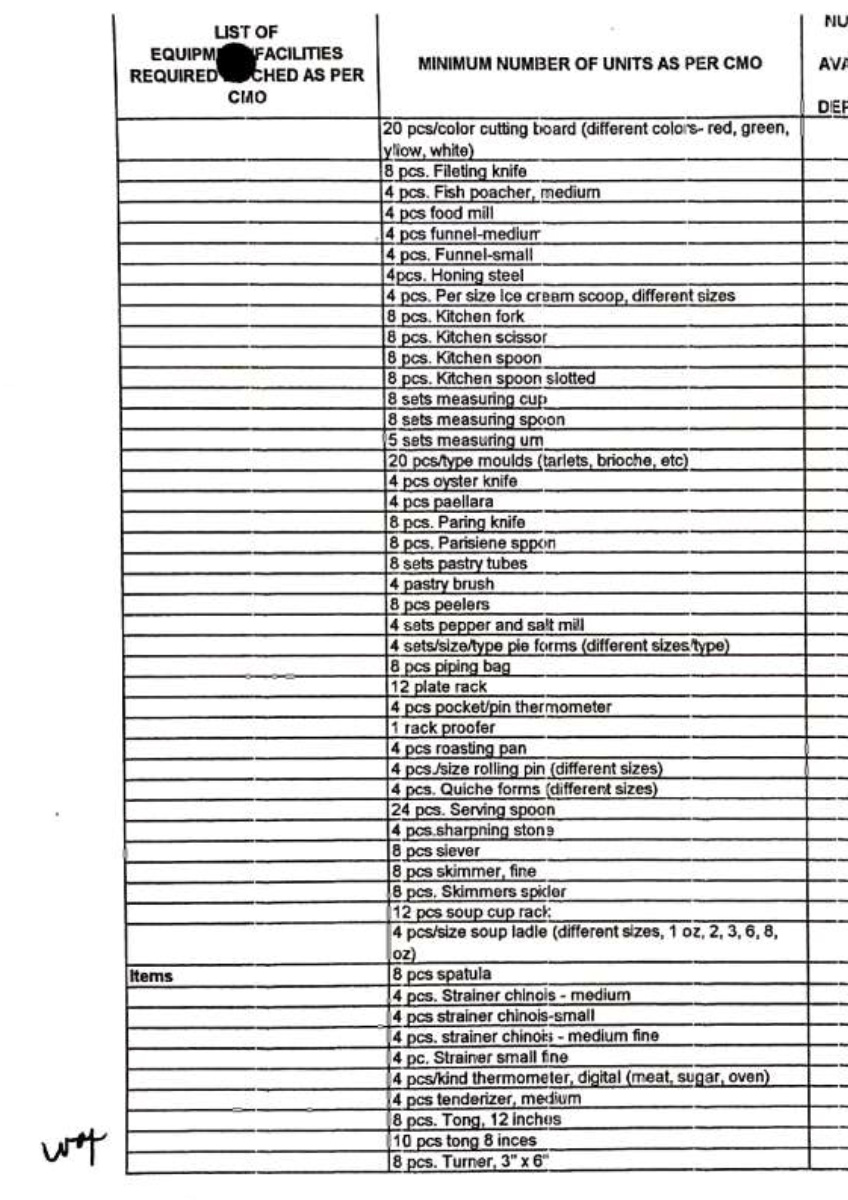 LIST OF
EQUIPM FACILITIES
REQUIRED CHED AS PER
CMO
MINIMUM NUMBER OF UNITS AS PER CMO
NU
AVA
DEP
20 pcs/color cutting board (different colors- red, green,
yllow, white)
8 pcs. Fileting knife
4 pcs. Fish poacher, medium
4 pcs food mill
4 pcs funnel-medium
4 pcs. Funnel-small
4pcs. Honing steel
4 pcs. Per size Ice cream scoop, different sizes
8 pcs. Kitchen fork
8 pcs. Kitchen scissor
8 pcs. Kitchen spoon
8 pcs. Kitchen spoon slotted
8 sets measuring cup
8 sets measuring spoon
5 sets measuring urn
20 pcs/type moulds (tarlets, brioche, etc)
4 pcs oyster knife
4 pcs paellara
8 pcs. Paring knife
8 pcs. Parisiene sppon
8 sets pastry tubes
4 pastry brush
8 pcs peelers
4 sets pepper and salt mill
4 sets/size/type pie forms (different sizes/type)
8 pcs piping bag
12 plate rack
4 pcs pocket/pin thermometer
1 rack proofer
4 pcs roasting pan
4 pcs./size rolling pin (different sizes)
4 pcs. Quiche forms (different sizes)
24 pcs. Serving spoon
4 pcs.sharpning stone
8 pcs siever
8 pcs skimmer, fine
8 pcs. Skimmers spider
12 pcs soup cup rack
4 pcs/size soup ladle (different sizes, 1 oz, 2, 3, 6, 8,
oz)
Items
8 pcs spatula
4 pcs. Strainer chinois - medium
4 pcs strainer chinois-small
4 pcs. strainer chinois - medium fine
4 pc. Strainer small fine
4 pcs/kind thermometer, digital (meat, sugar, oven)
4 pcs tenderizer, medium
8 pcs. Tong, 12 inches
10 pcs tong 8 inces
8 pcs. Turner, 3" x 6"